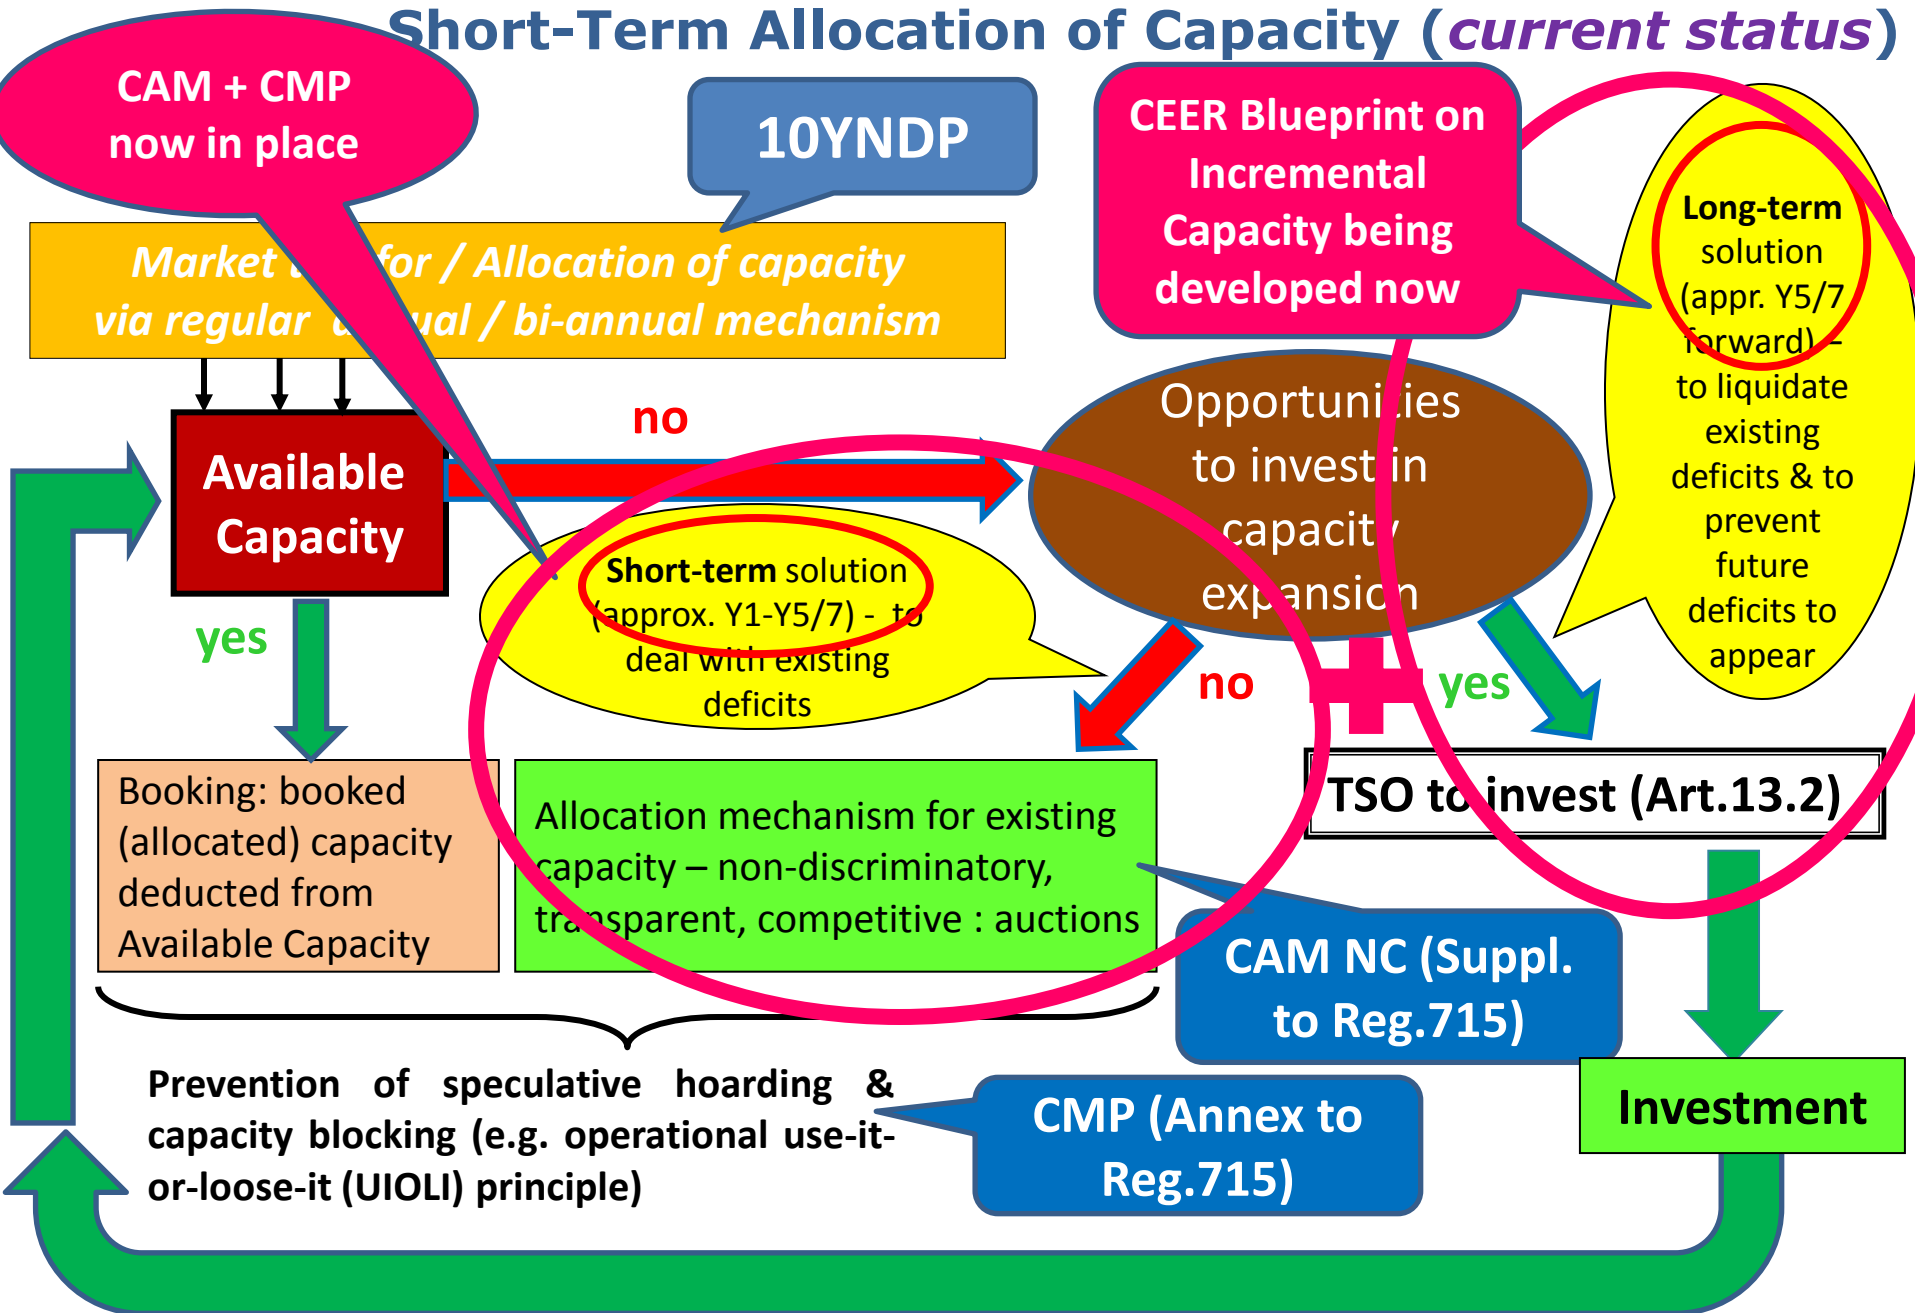 Short-Term Allocation of Capacity (current status)
CAM + CMP
now in place
10YNDP
CEER Blueprint on
Incremental
Capacity being
developed now
Long-term
solution
(appr. Y5/7
forward) –
to liquidate
existing
deficits & to
prevent
future
deficits to
appear
Market for / Allocation of capacity
via regular / bi-annual mechanism
Available
Capacity
no
Opportunities
to invest in
capacity
expansion
Short-term solution
(approx. Y1-Y5/7) - to
deal with existing
deficits
yes
no
yes
Booking: booked
(allocated) capacity
deducted from
Available Capacity
Allocation mechanism for existing
capacity – non-discriminatory,
transparent, competitive : auctions
TSO to invest (Art.13.2)
CAM NC (Suppl.
to Reg.715)
Prevention of speculative hoarding &
capacity blocking (e.g. operational use-it-
or-loose-it (UIOLI) principle)
CMP (Annex to
Reg.715)
Investment